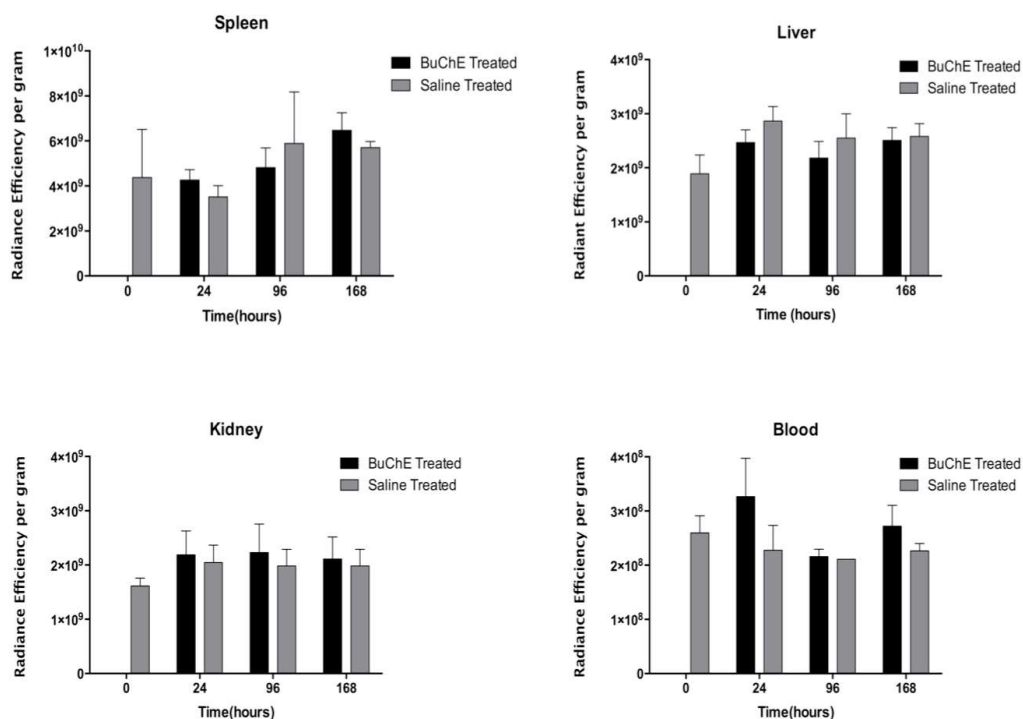 Spleen
1×10¹⁰
8×10⁹
6×10⁹
4×10⁹
2×10⁹
0
Radiance Efficiency per gram
0 24 96 168
Time(hours)
BuChE Treated
Saline Treated
Liver
4×10⁹
3×10⁹
2×10⁹
1×10⁹
0
Radiant Efficiency per gram
0 24 96 168
Time (hours)
BuChE Treated
Saline Treated
Kidney
4×10⁹
3×10⁹
2×10⁹
1×10⁹
0
Radiance Efficiency per gram
0 24 96 168
Time(hours)
BuChE Treated
Saline Treated
Blood
4×10⁸
3×10⁸
2×10⁸
1×10⁸
0
Radiance Efficiency per gram
0 24 96 168
Time(hours)
BuChE Treated
Saline Treated